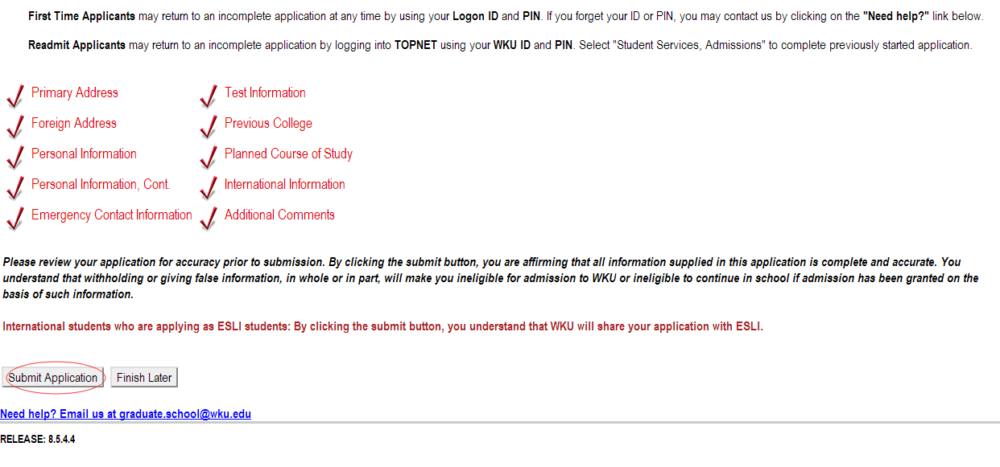 First Time Applicants may return to an incomplete application at any time by using your Logon ID and PIN. If you forget your ID or PIN, you may contact us by clicking on the "Need help?" link below.
Readmit Applicants may return to an incomplete application by logging into TOPNET using your WKU ID and PIN. Select "Student Services, Admissions" to complete previously started application.
Primary Address
Test Information
Foreign Address
Previous College
Personal Information
Planned Course of Study
Personal Information, Cont.
International Information
Emergency Contact Information
Additional Comments
Please review your application for accuracy prior to submission. By clicking the submit button, you are affirming that all information supplied in this application is complete and accurate. You
understand that withholding or giving false information, in whole or in part, will make you ineligible for admission to WKU or ineligible to continue in school if admission has been granted on the
basis of such information.
International students who are applying as ESLI students: By clicking the submit button, you understand that WKU will share your application with ESLI.
Submit Application
Finish Later
Need help? Email us at graduate.school@wku.edu
RELEASE: 8.5.4.4